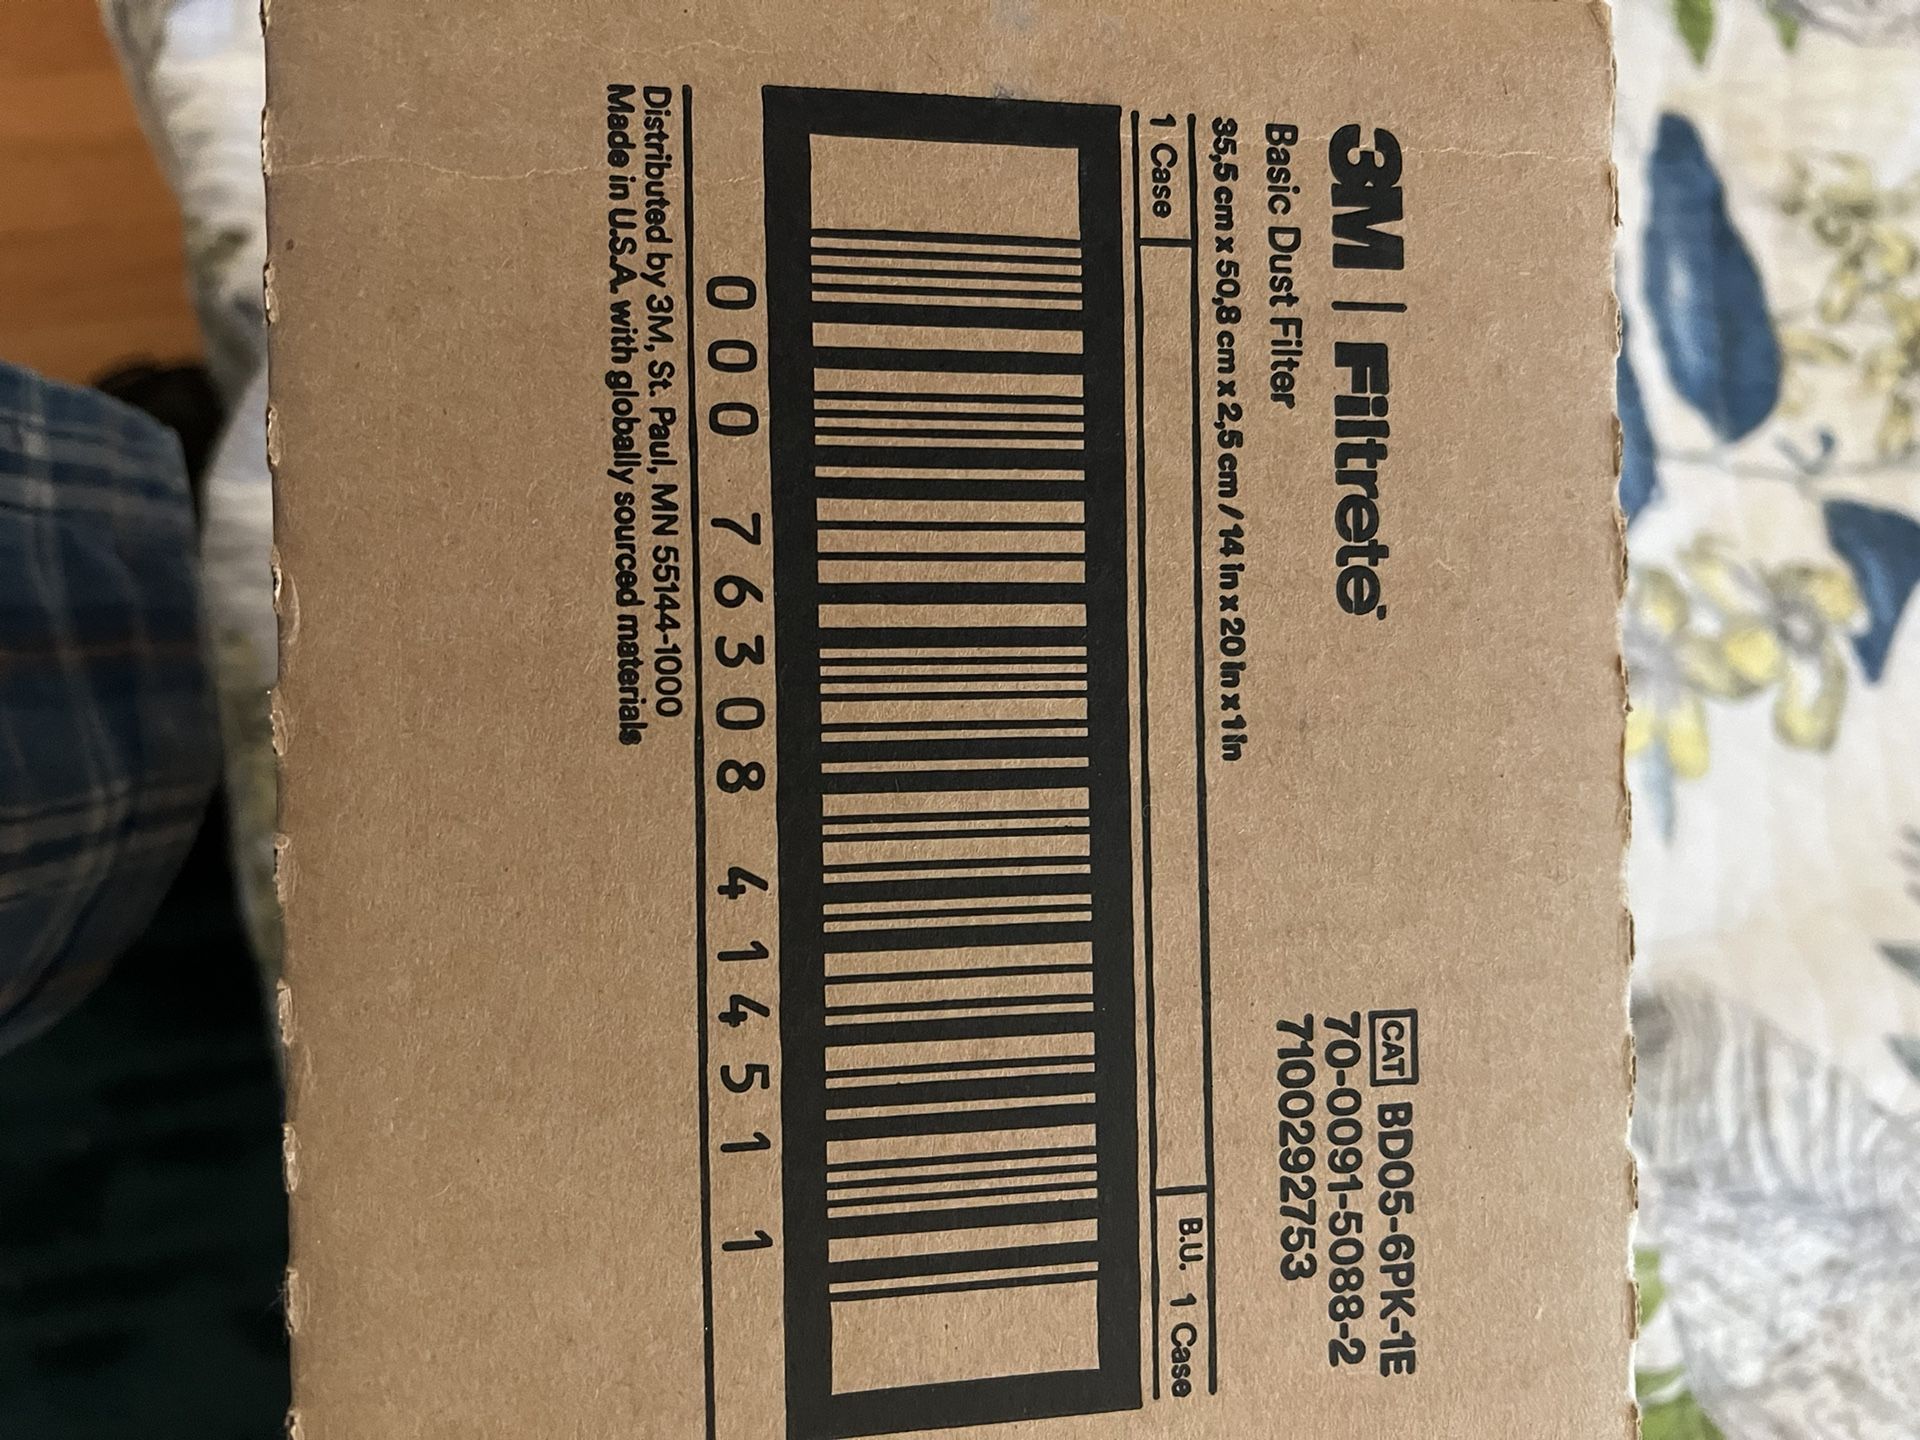 3M | Filtrete™
Basic Dust Filter
35,5 cm x 50,8 cm x 2,5 cm / 14 in x 20 in x 1 in
CAT BD05-6PK-1E
70-0091-5088-2
7100292753
1 Case
B.U. 1 Case
000 76308 41451 1
Distributed by 3M, St. Paul, MN 55144-1000
Made in U.S.A. with globally sourced materials